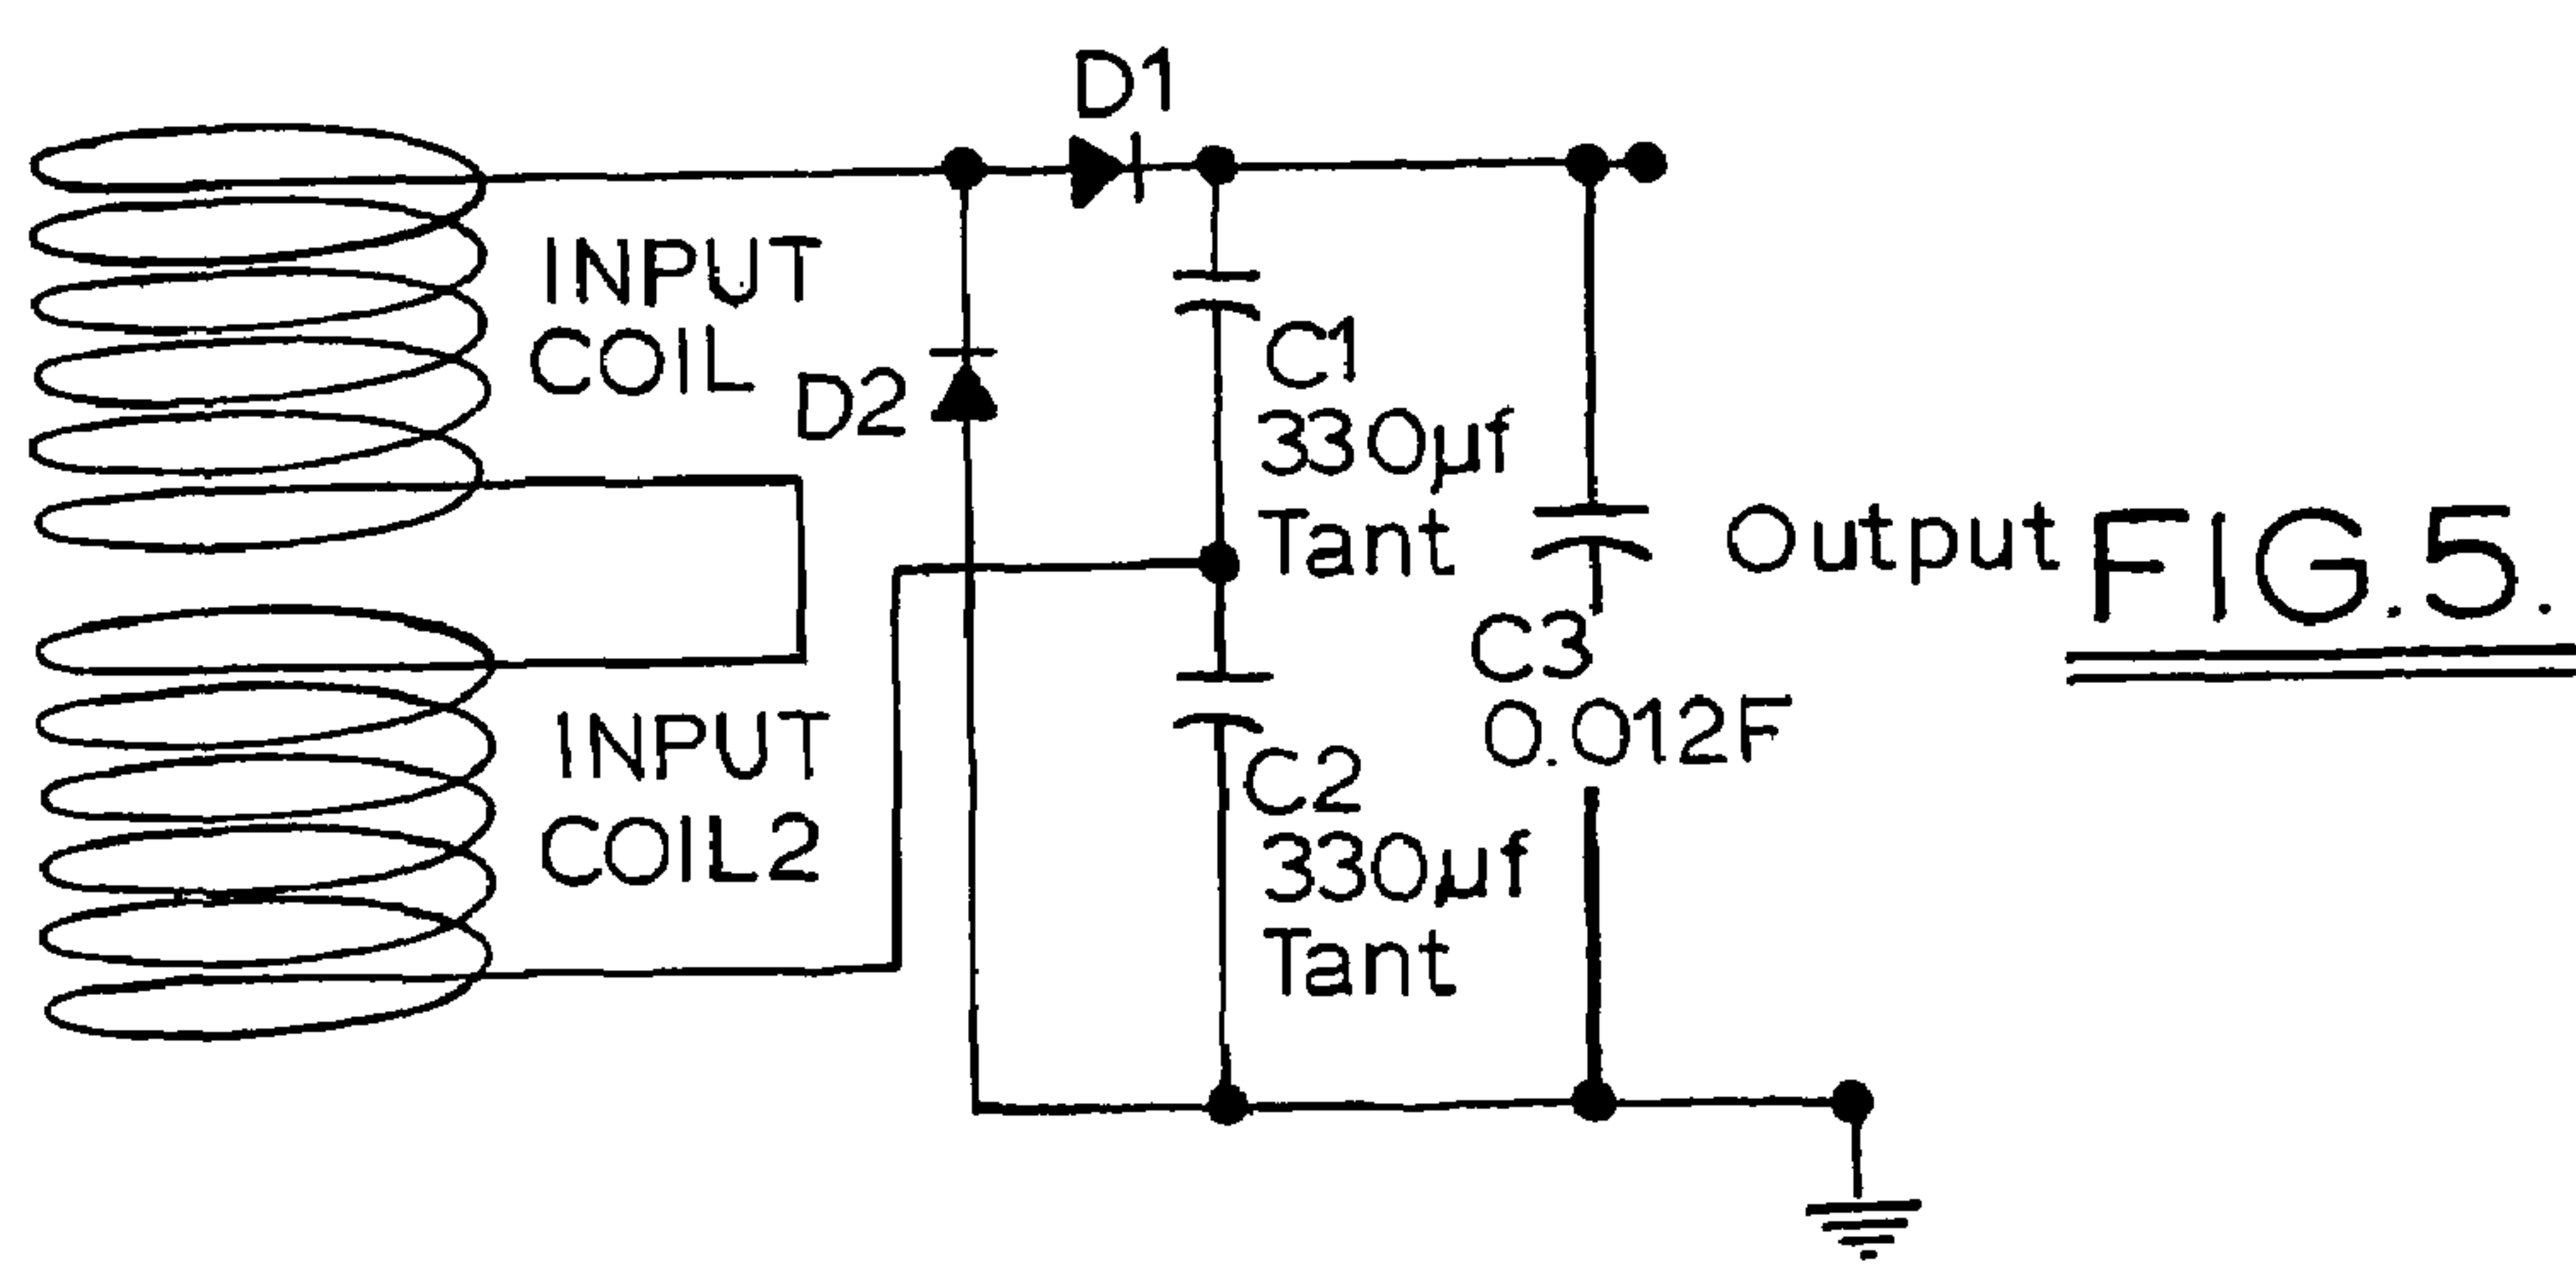 D1
INPUT
COIL
D2
C1
330µf
Tant
Output
FIG.5.
C3
0.012F
INPUT
COIL2
C2
330µf
Tant